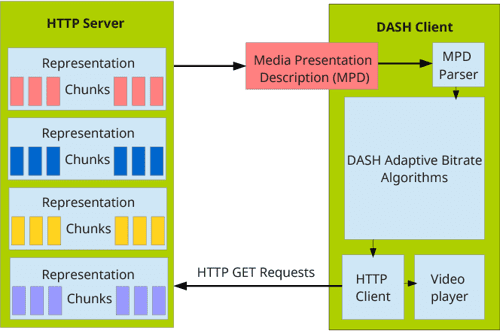 HTTP Server
Representation
Chunks
Representation
Chunks
Representation
Chunks
Representation
Chunks
Media Presentation
Description (MPD)
HTTP GET Requests
DASH Client
MPD
Parser
DASH Adaptive Bitrate
Algorithms
HTTP
Client
Video
player